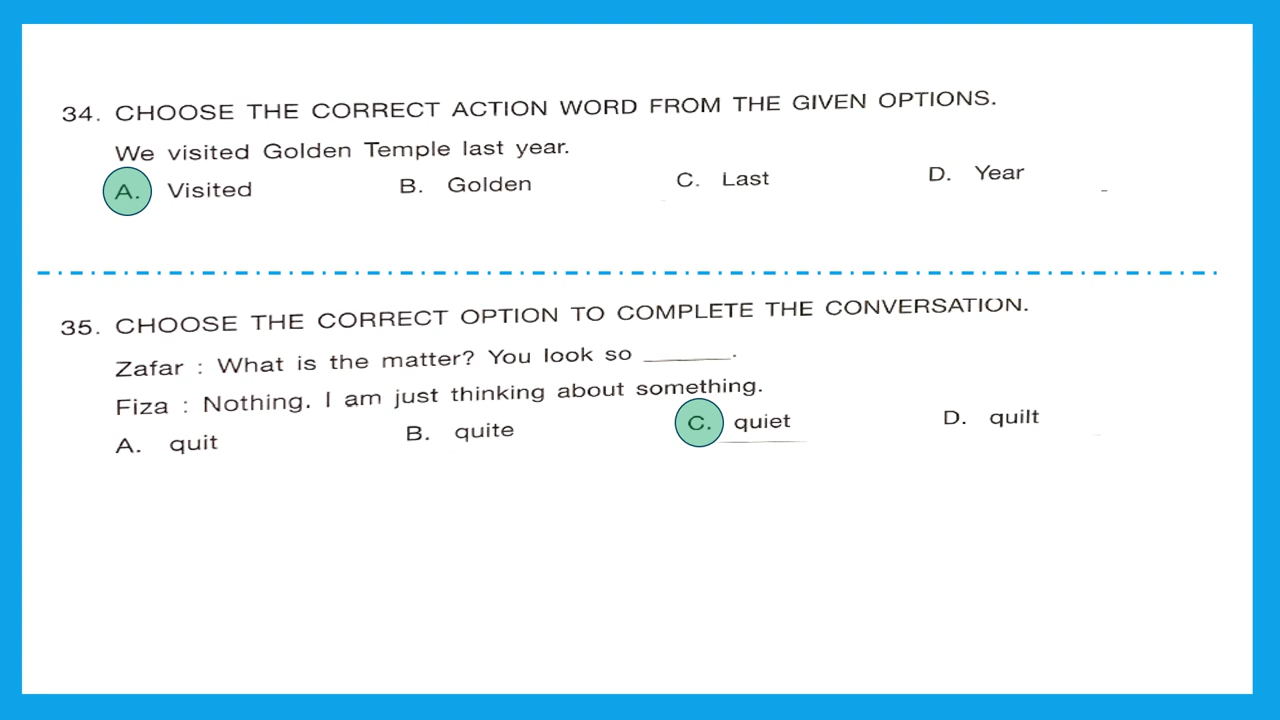 34. CHOOSE THE CORRECT ACTION WORD FROM THE GIVEN OPTIONS.
We visited Golden Temple last year.
A. Visited B. Golden C. Last D. Year
35. CHOOSE THE CORRECT OPTION TO COMPLETE THE CONVERSATION.
Zafar : What is the matter? You look so ______.
Fiza : Nothing. I am just thinking about something.
A. quit B. quite C. quiet D. quilt